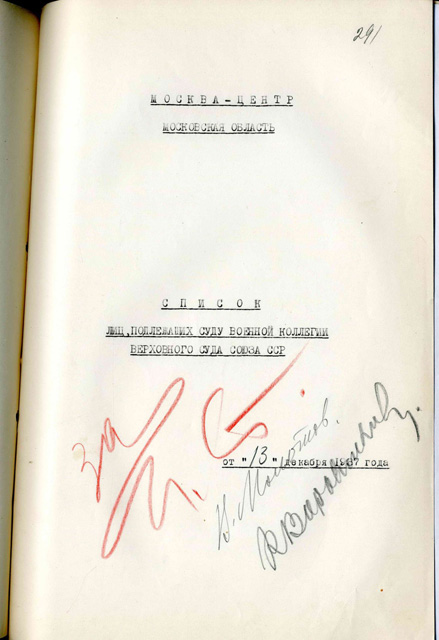 291
МОСКВА-ЦЕНТР
МОСКОВСКАЯ ОБЛАСТЬ
СПИСОК
ЛИЦ, ПОДЛЕЖАЩИХ СУДУ ВОЕННОЙ КОЛЛЕГИИ
ВЕРХОВНОГО СУДА СОЮЗА ССР
за
И. Ст.
от "13" декабря 1937 года
В. Молотов.
К Ворошилов.